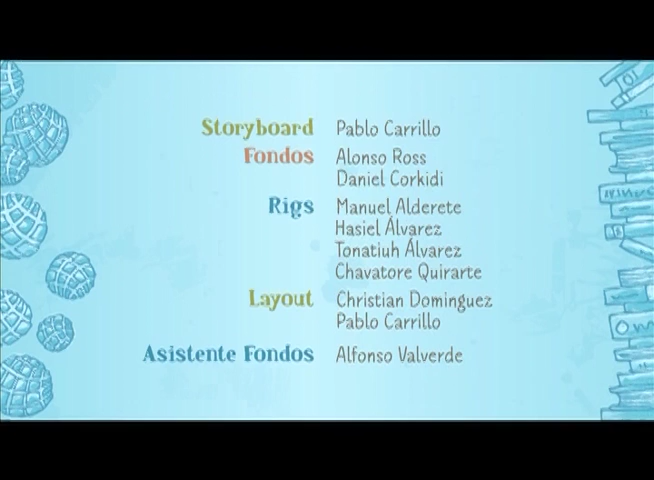 Storyboard Pablo Carrillo
Fondos Alonso Ross
Daniel Corkidi
Rigs Manuel Alderete
Hasiel Álvarez
Tonatiuh Álvarez
Chavatore Quirarte
Layout Christian Dominguez
Pablo Carrillo
Asistente Fondos Alfonso Valverde